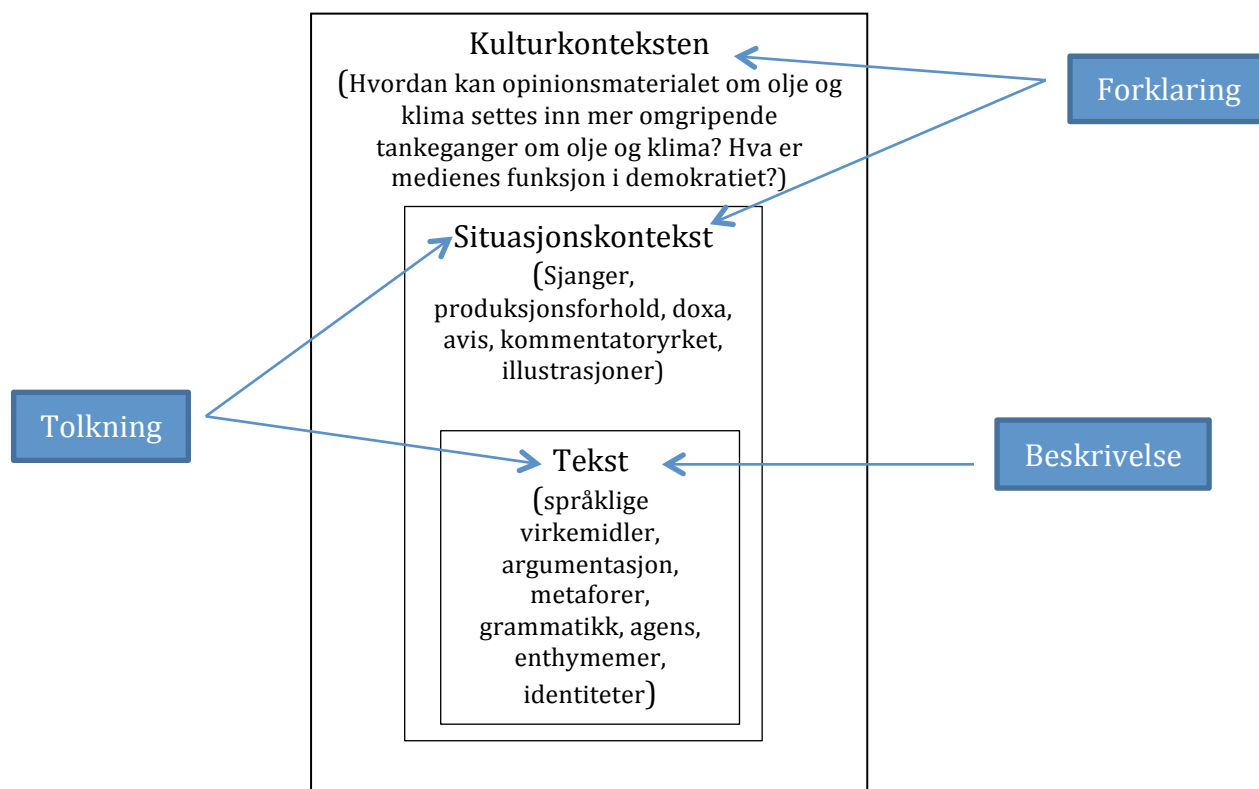 Kulturkonteksten
(Hvordan kan opinionsmaterialet om olje og
klima settes inn mer omgripende
tankeganger om olje og klima? Hva er
medienes funksjon i demokratiet?)
Forklaring
Situasjonskontekst
(Sjanger,
produksjonsforhold, doxa,
avis, kommentatoryrket,
illustrasjoner)
Tolkning
Tekst
(språklige
virkemidler,
argumentasjon,
metaforer,
grammatikk, agens,
enthymemer,
identiteter)
Beskrivelse